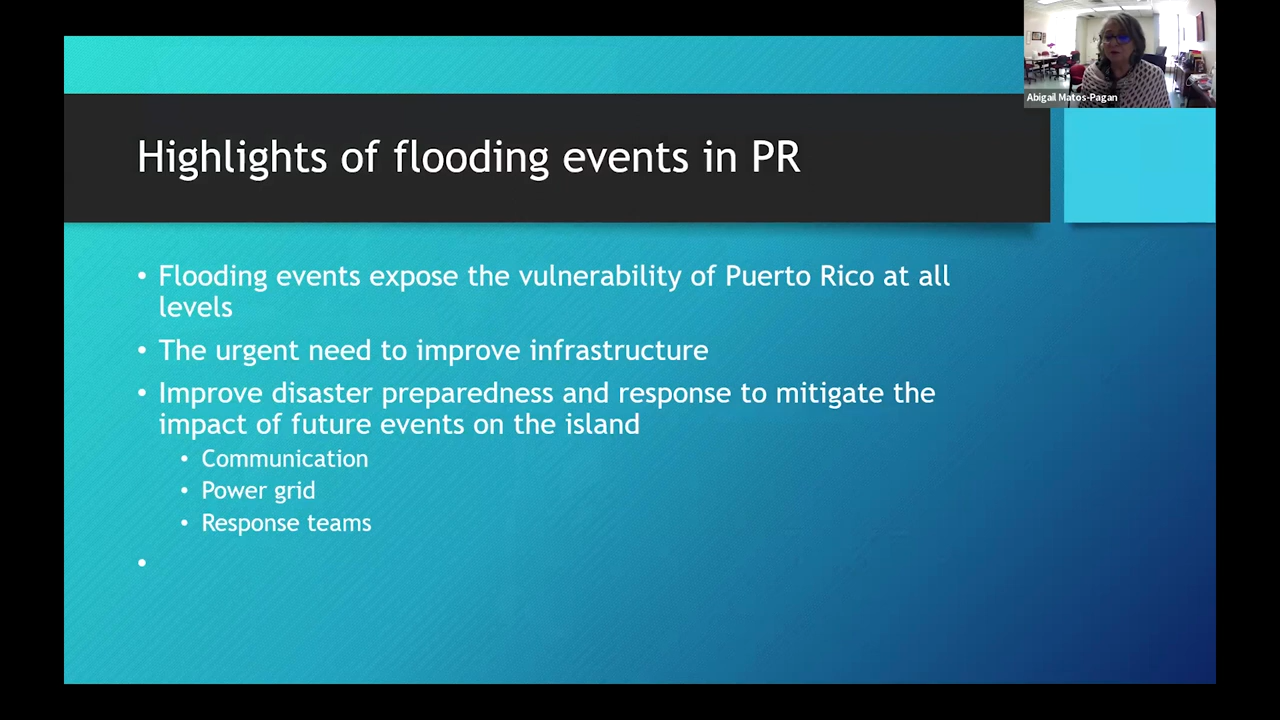 Abigail Matos-Pagan
Highlights of flooding events in PR
• Flooding events expose the vulnerability of Puerto Rico at all
levels
• The urgent need to improve infrastructure
• Improve disaster preparedness and response to mitigate the
impact of future events on the island
• Communication
• Power grid
• Response teams
•